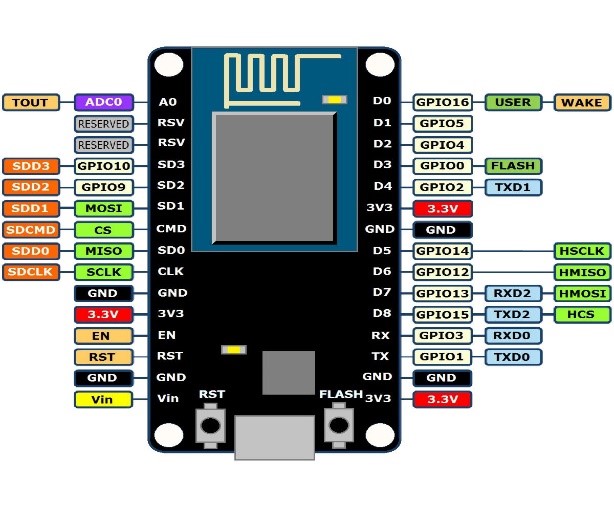 TOUT ADC0 A0 D0 GPIO16 USER WAKE
RESERVED RSV D1 GPIO5
RESERVED RSV D2 GPIO4
SDD3 GPIO10 SD3 D3 GPIO0 FLASH
SDD2 GPIO9 SD2 D4 GPIO2 TXD1
SDD1 MOSI SD1 3V3 3.3V
SDCMD CS CMD GND GND
SDD0 MISO SD0 D5 GPIO14 HSCLK
SDCLK SCLK CLK D6 GPIO12 HMISO
GND GND D7 GPIO13 RXD2 HMOSI
3.3V 3V3 D8 GPIO15 TXD2 HCS
EN EN RX GPIO3 RXD0
RST RST TX GPIO1 TXD0
GND GND GND GND
Vin Vin RST FLASH 3V3 3.3V